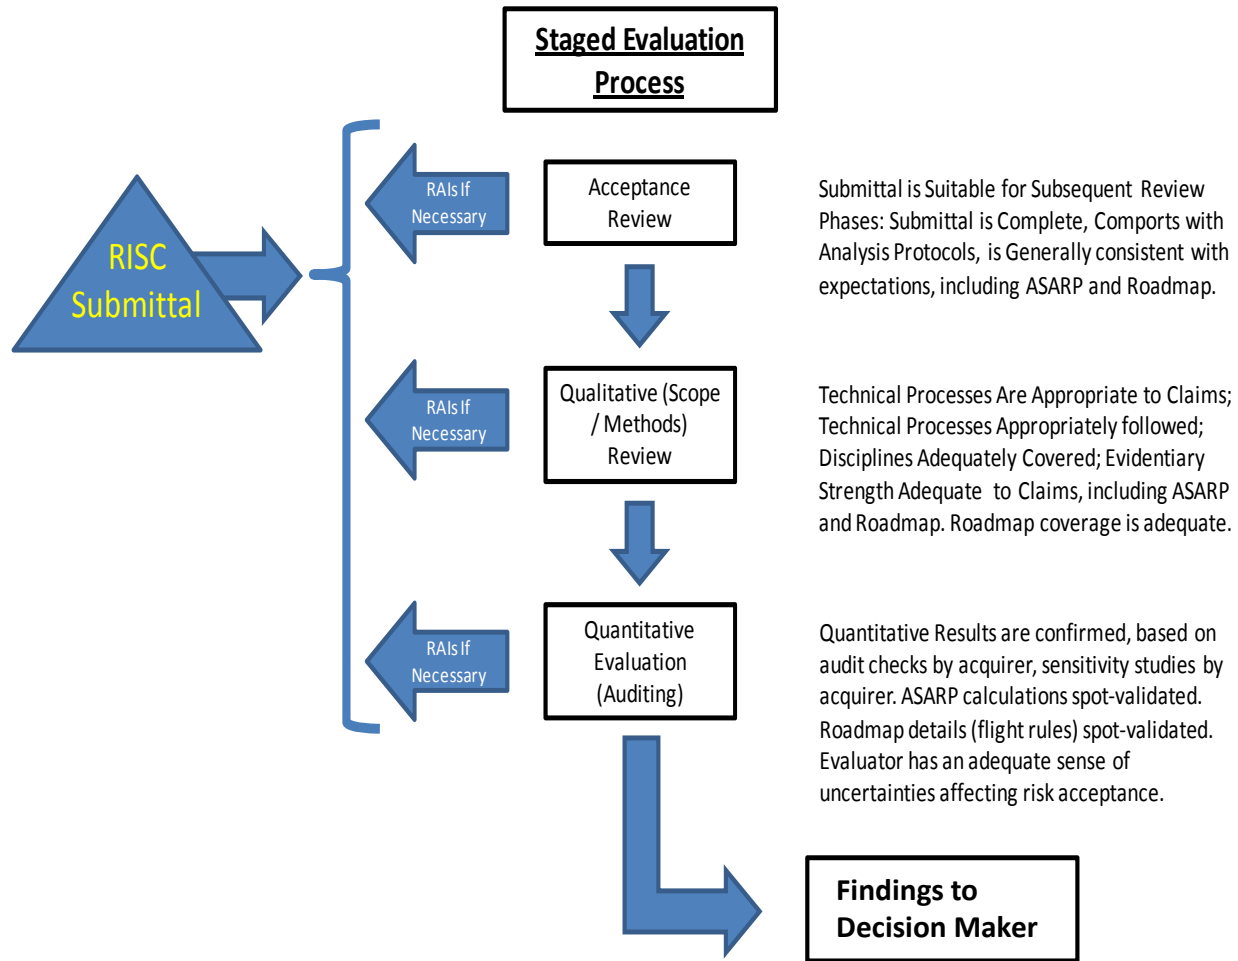 Staged Evaluation
Process
RISC
Submittal
RAIs If
Necessary
Acceptance
Review
Submittal is Suitable for Subsequent Review
Phases: Submittal is Complete, Comports with
Analysis Protocols, is Generally consistent with
expectations, including ASARP and Roadmap.
RAIs If
Necessary
Qualitative (Scope
/ Methods)
Review
Technical Processes Are Appropriate to Claims;
Technical Processes Appropriately followed;
Disciplines Adequately Covered; Evidentiary
Strength Adequate to Claims, including ASARP
and Roadmap. Roadmap coverage is adequate.
RAIs If
Necessary
Quantitative
Evaluation
(Auditing)
Quantitative Results are confirmed, based on
audit checks by acquirer, sensitivity studies by
acquirer. ASARP calculations spot-validated.
Roadmap details (flight rules) spot-validated.
Evaluator has an adequate sense of
uncertainties affecting risk acceptance.
Findings to
Decision Maker